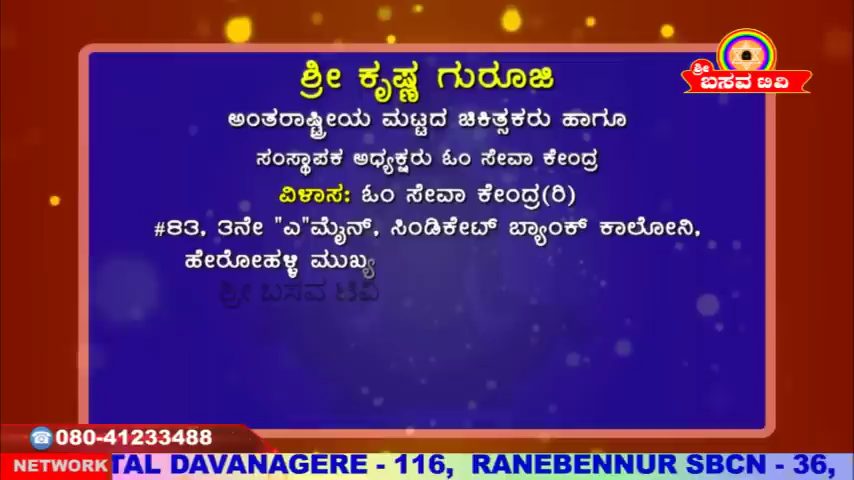 ಶ್ರೀ ಕೃಷ್ಣ ಗುರೂಜಿ
ಅಂತರಾಷ್ಟ್ರೀಯ ಮಟ್ಟದ ಚಿಕಿತ್ಸಕರು ಹಾಗೂ
ಸಂಸ್ಥಾಪಕ ಅಧ್ಯಕ್ಷರು ಓಂ ಸೇವಾ ಕೇಂದ್ರ
ವಿಳಾಸ: ಓಂ ಸೇವಾ ಕೇಂದ್ರ(ರಿ)
#83, 3ನೇ "ಎ"ಮೈನ್, ಸಿಂಡಿಕೇಟ್ ಬ್ಯಾಂಕ್ ಕಾಲೋನಿ,
ಹೇರೋಹಳ್ಳಿ ಮುಖ್ಯ
ಶ್ರೀ ಬಸವ ಟಿವಿ
ಶ್ರೀ
ಬಸವ ಟಿವಿ
080-41233488
NETWORK TAL DAVANAGERE - 116, RANEBENNUR SBCN - 36,